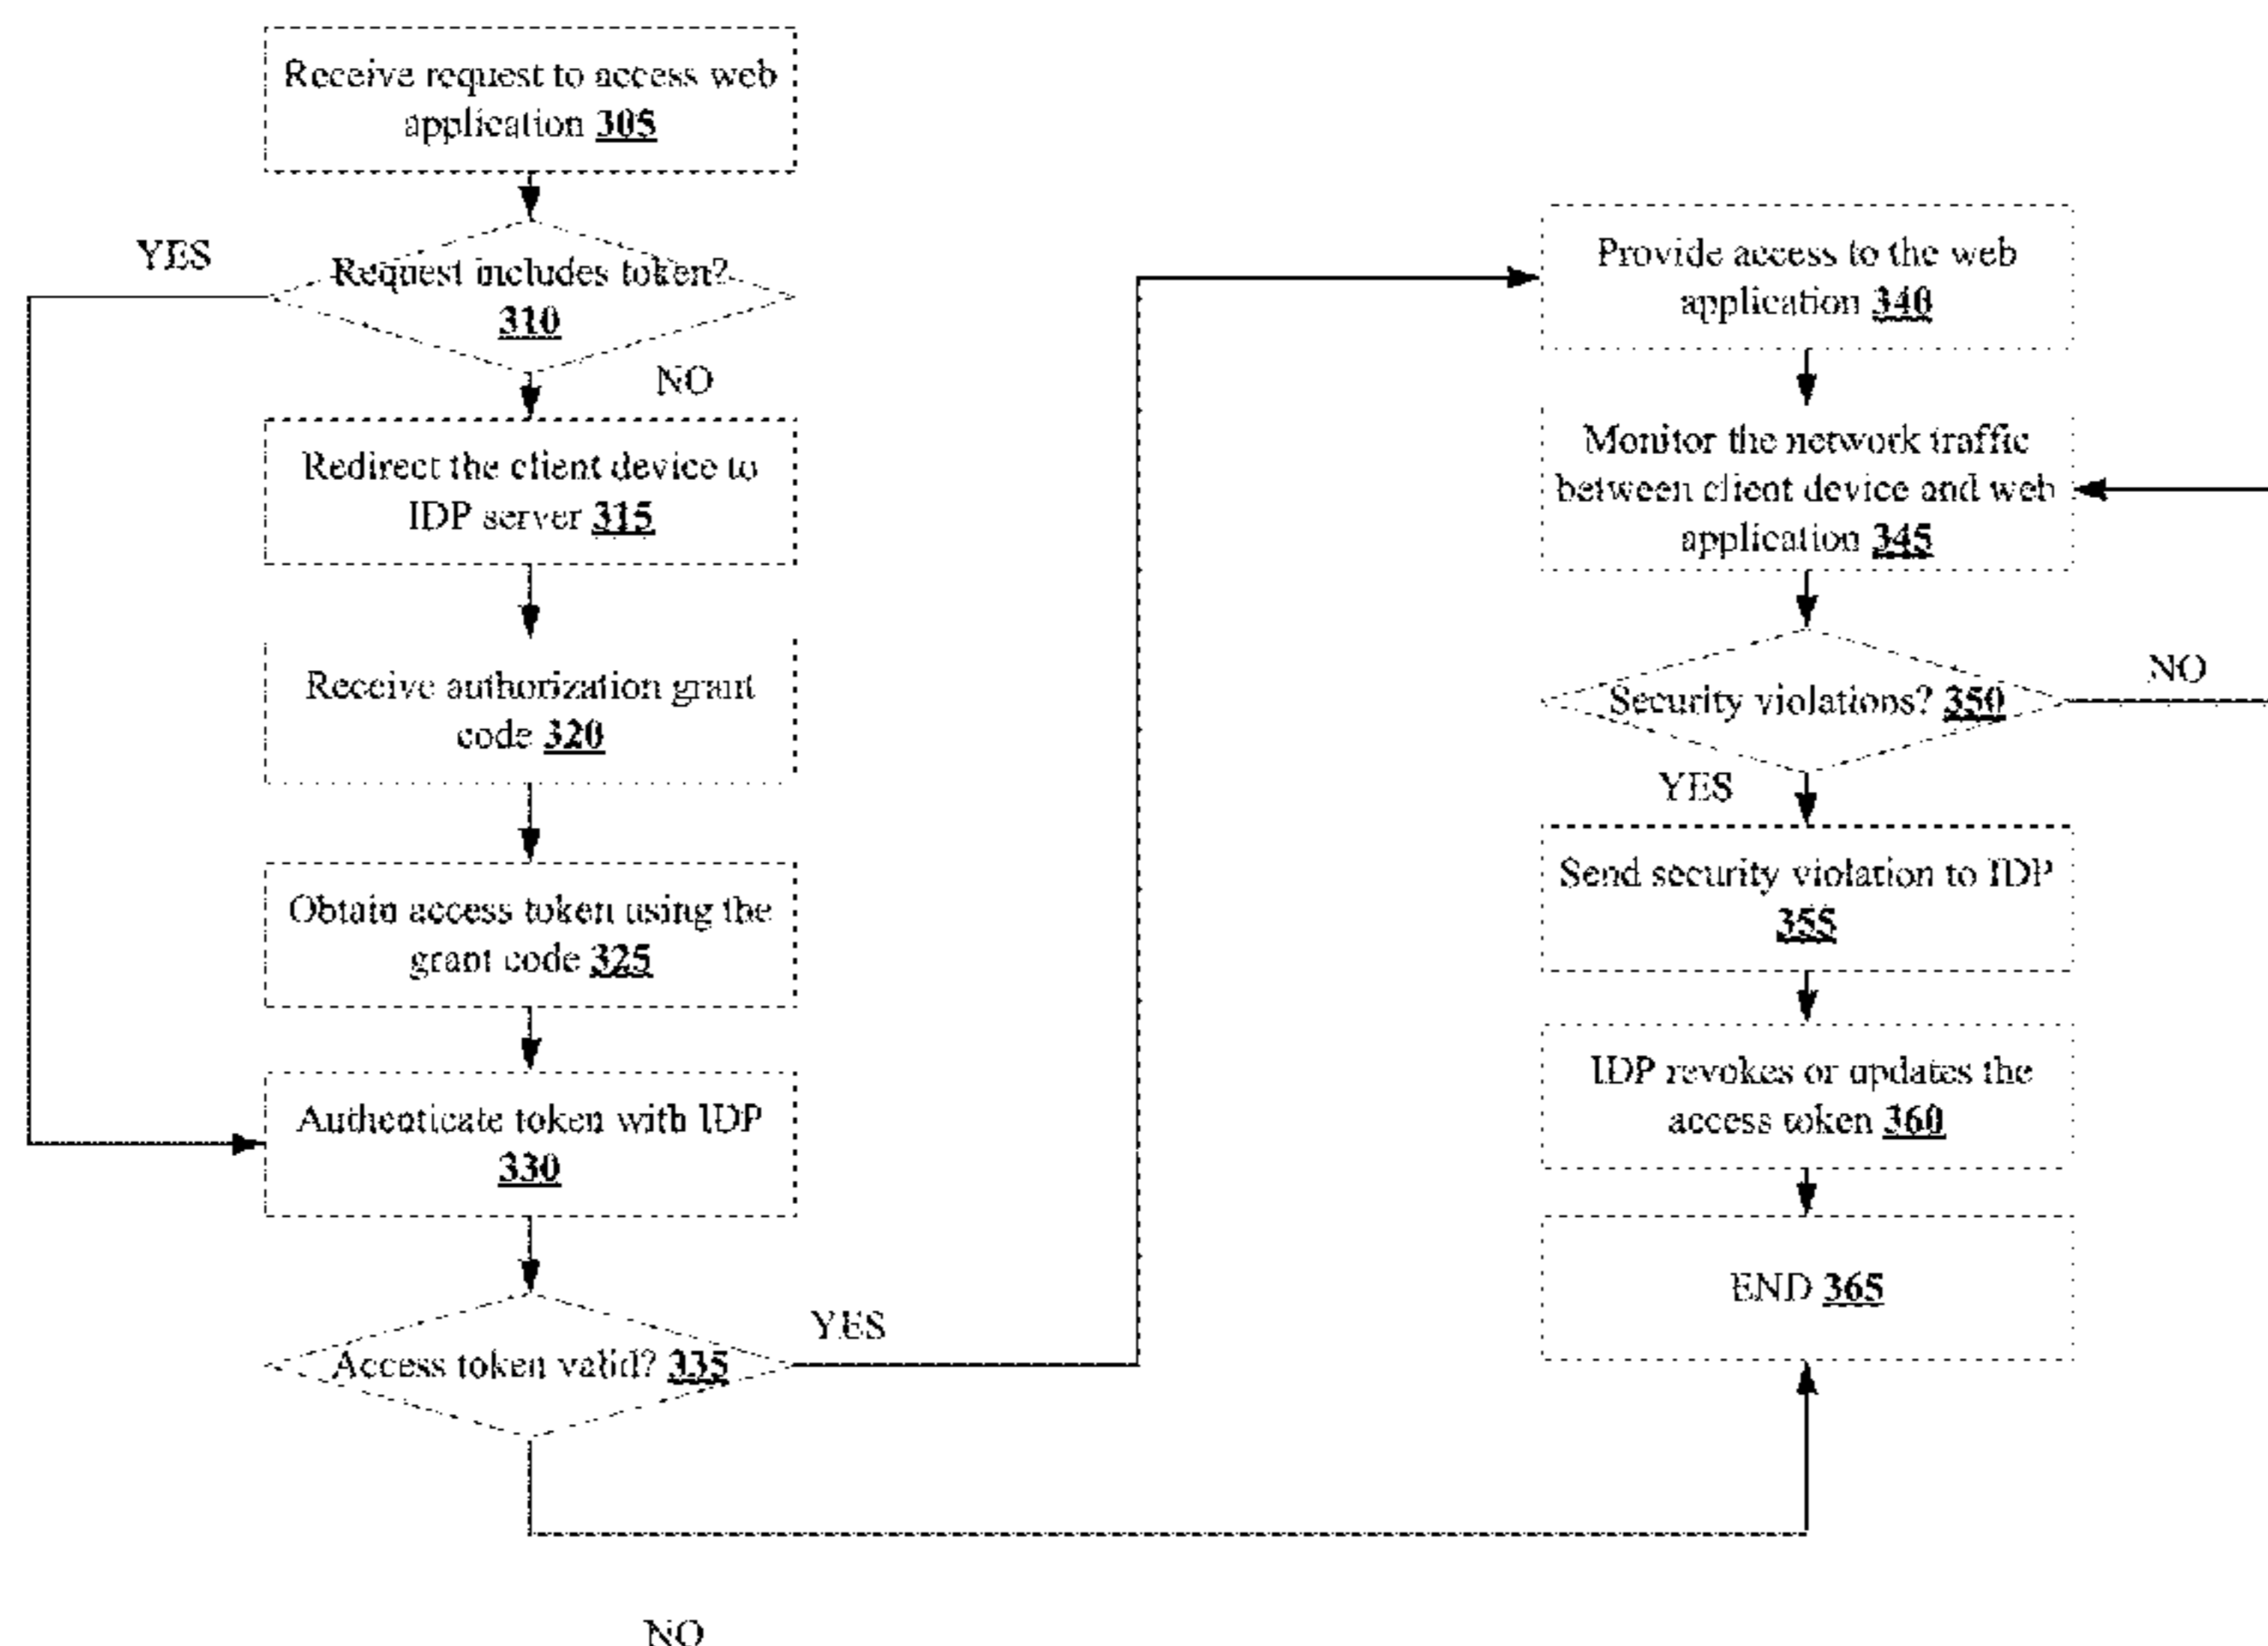 Receive request to access web
application 305
YES
Request includes token?
310
NO
Redirect the client device to
IDP server 315
Receive authorization grant
code 320
Obtain access token using the
grant code 325
Authenticate token with IDP
330
Access token valid? 335
YES
NO
Provide access to the web
application 340
Monitor the network traffic
between client device and web
application 345
Security violations? 350
NO
YES
Send security violation to IDP
355
IDP revokes or updates the
access token 360
END 365